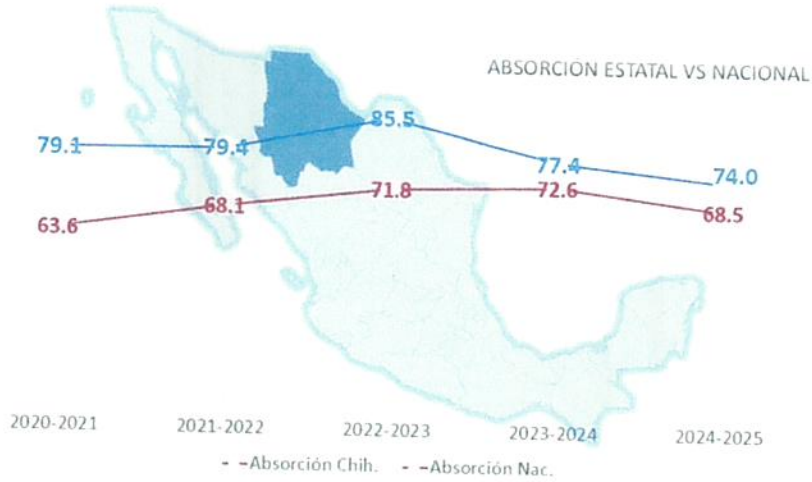 ABSORCIÓN ESTATAL VS NACIONAL
79.1 79.4 85.5 77.4 74.0
63.6 68.1 71.8 72.6 68.5
2020-2021 2021-2022 2022-2023 2023-2024 2024-2025
- -Absorción Chih. - -Absorción Nac.